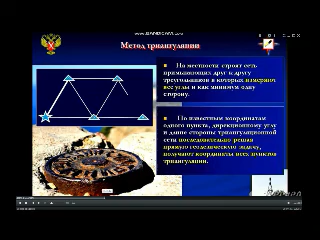 Метод триангуляции
На местности строят сеть
примыкающих друг к другу
треугольников в которых измеряют
все углы и как минимум одну
сторону.
По известным координатам
одного пункта, дирекционному углу
и длине стороны триангуляционной
сети последовательно решая
прямую геодезическую задачу,
получают координаты всех пунктов
триангуляции.